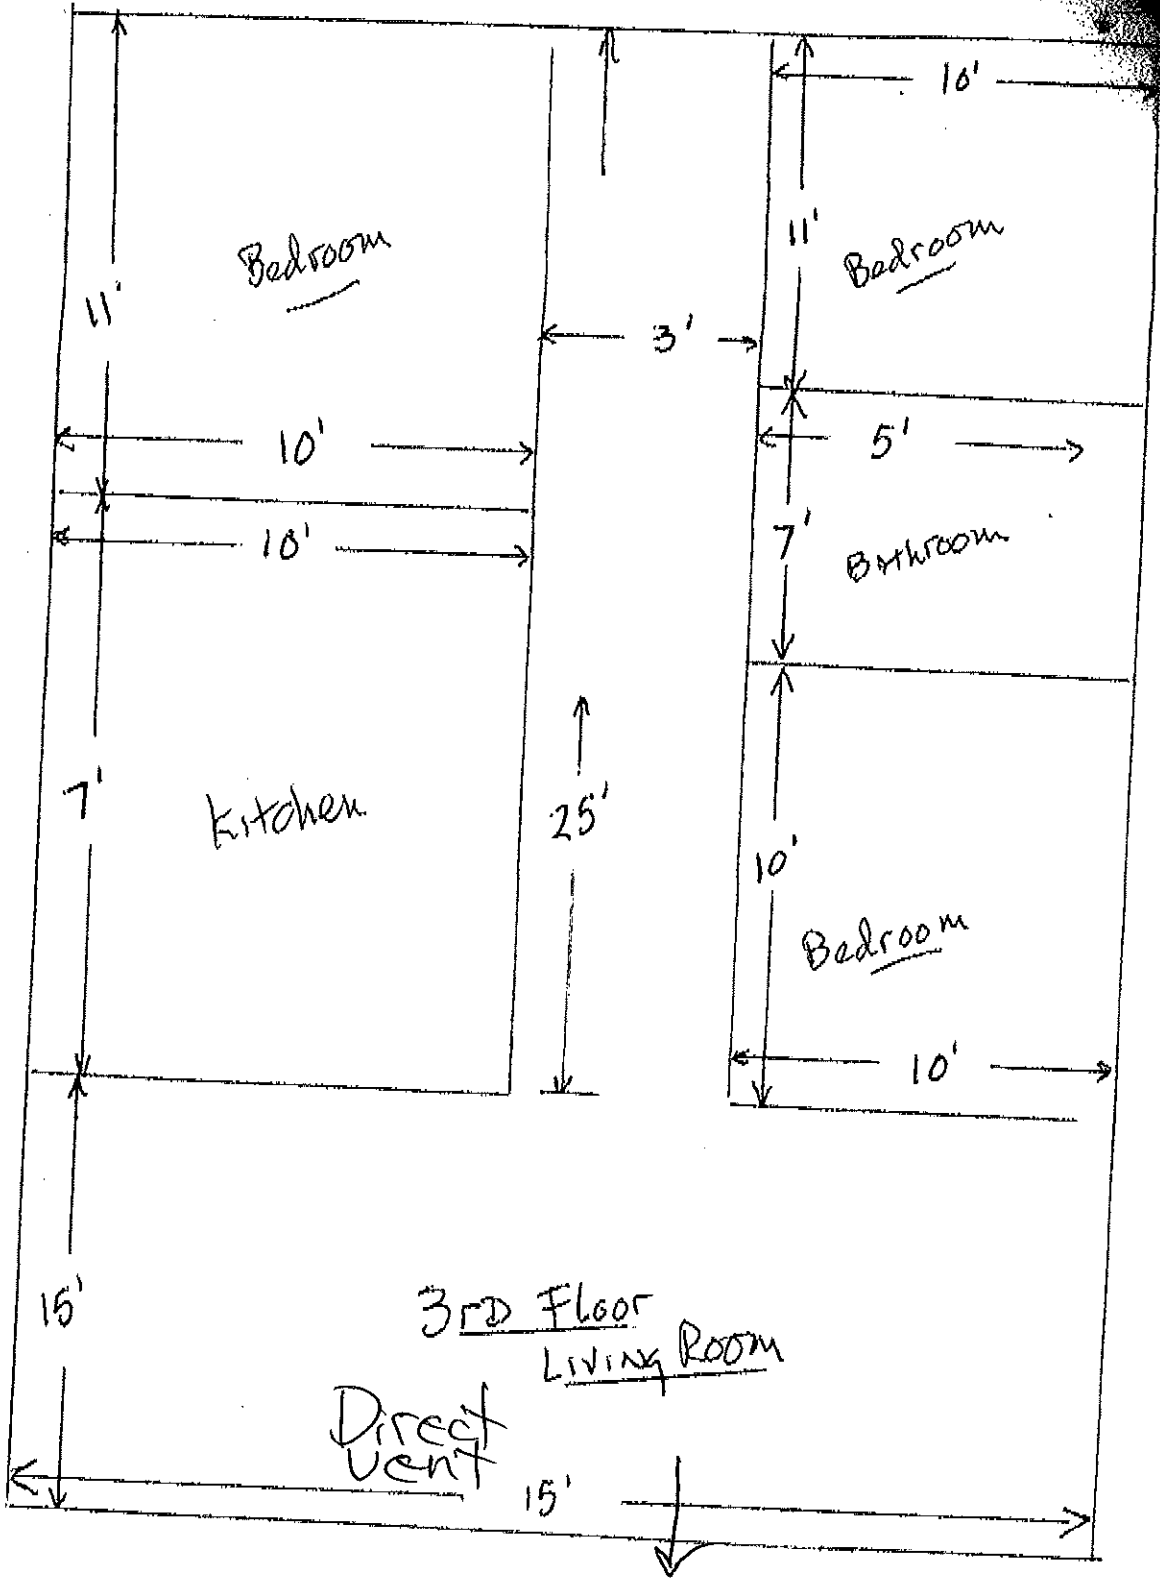 10'
11'
Bedroom
Bedroom
11'
3'
10'
5'
10'
7'
Bathroom
7'
Kitchen
25'
10'
Bedroom
10'
15'
3rd Floor
Living Room
Direct
Vent
15'